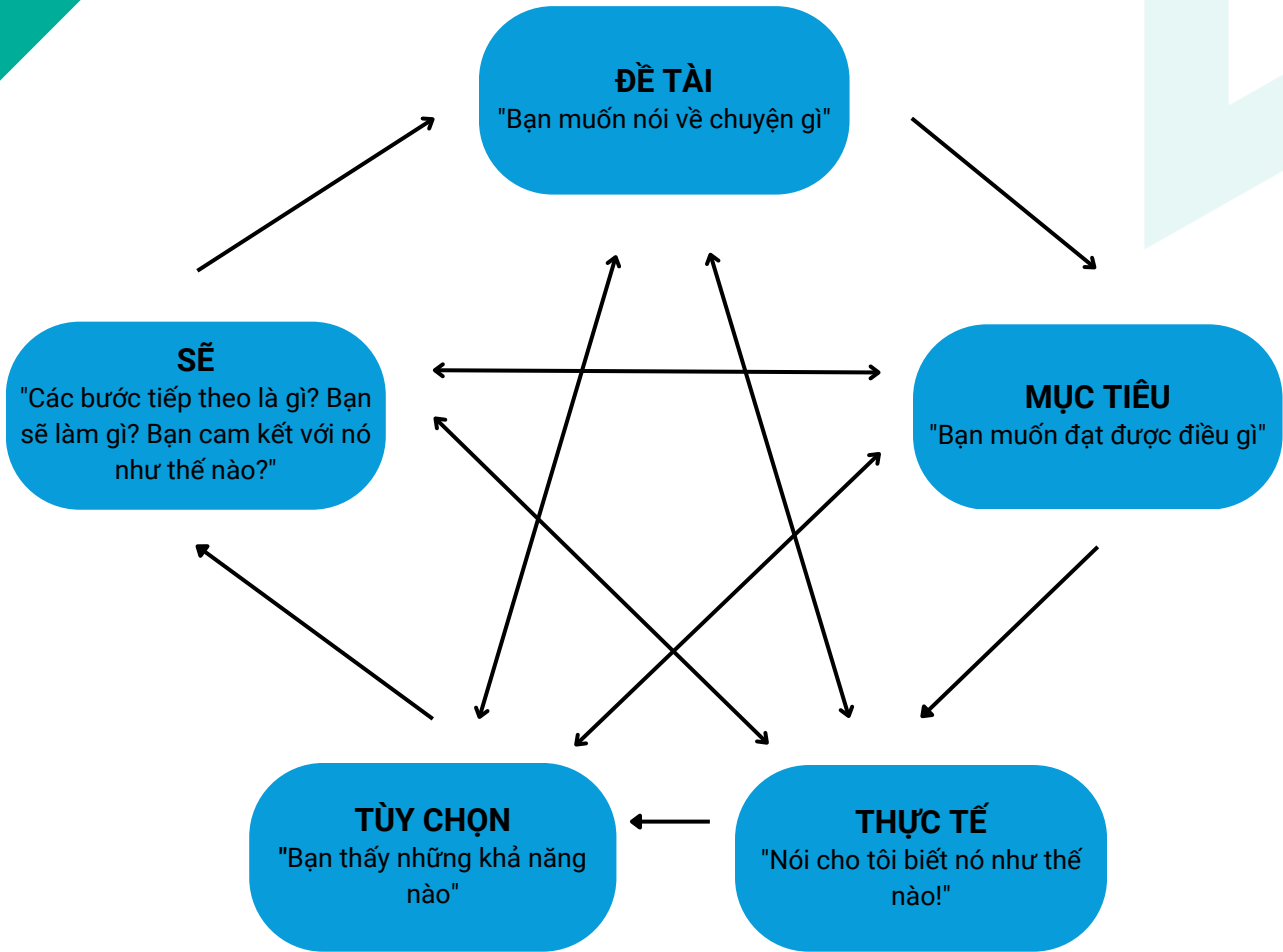 ĐỀ TÀI
"Bạn muốn nói về chuyện gì"
SẼ
"Các bước tiếp theo là gì? Bạn
sẽ làm gì? Bạn cam kết với nó
như thế nào?"
MỤC TIÊU
"Bạn muốn đạt được điều gì"
TÙY CHỌN
"Bạn thấy những khả năng
nào"
THỰC TẾ
"Nói cho tôi biết nó như thế
nào!"